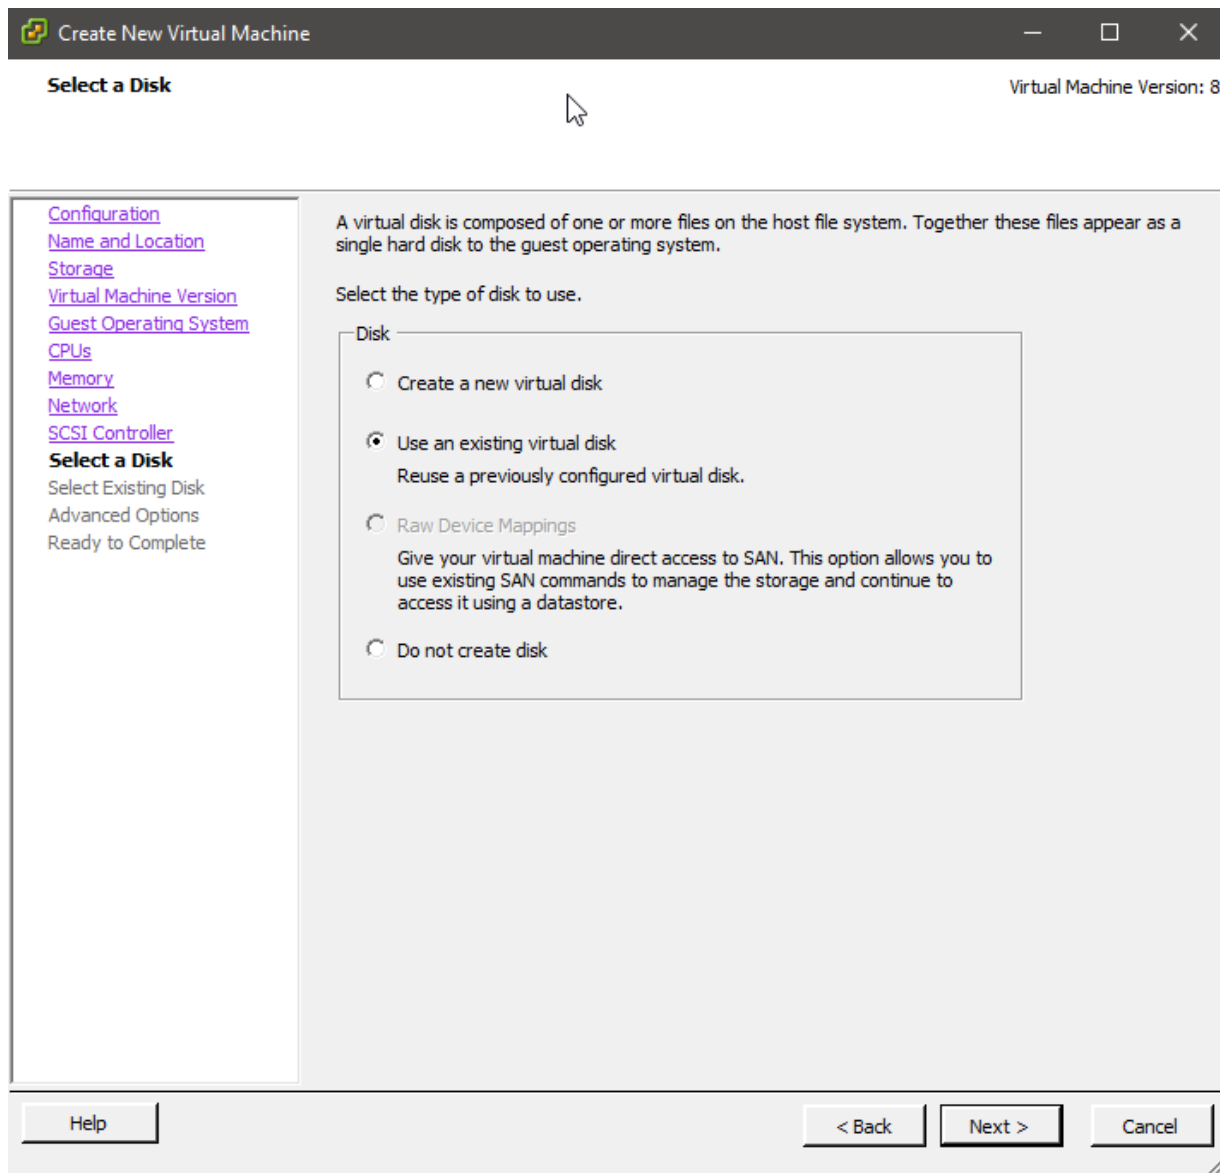 Create New Virtual Machine
Select a Disk
Virtual Machine Version: 8
Configuration
Name and Location
Storage
Virtual Machine Version
Guest Operating System
CPUs
Memory
Network
SCSI Controller
Select a Disk
Select Existing Disk
Advanced Options
Ready to Complete
A virtual disk is composed of one or more files on the host file system. Together these files appear as a
single hard disk to the guest operating system.
Select the type of disk to use.
Disk
Create a new virtual disk
Use an existing virtual disk
Reuse a previously configured virtual disk.
Raw Device Mappings
Give your virtual machine direct access to SAN. This option allows you to
use existing SAN commands to manage the storage and continue to
access it using a datastore.
Do not create disk
Help
< Back
Next >
Cancel